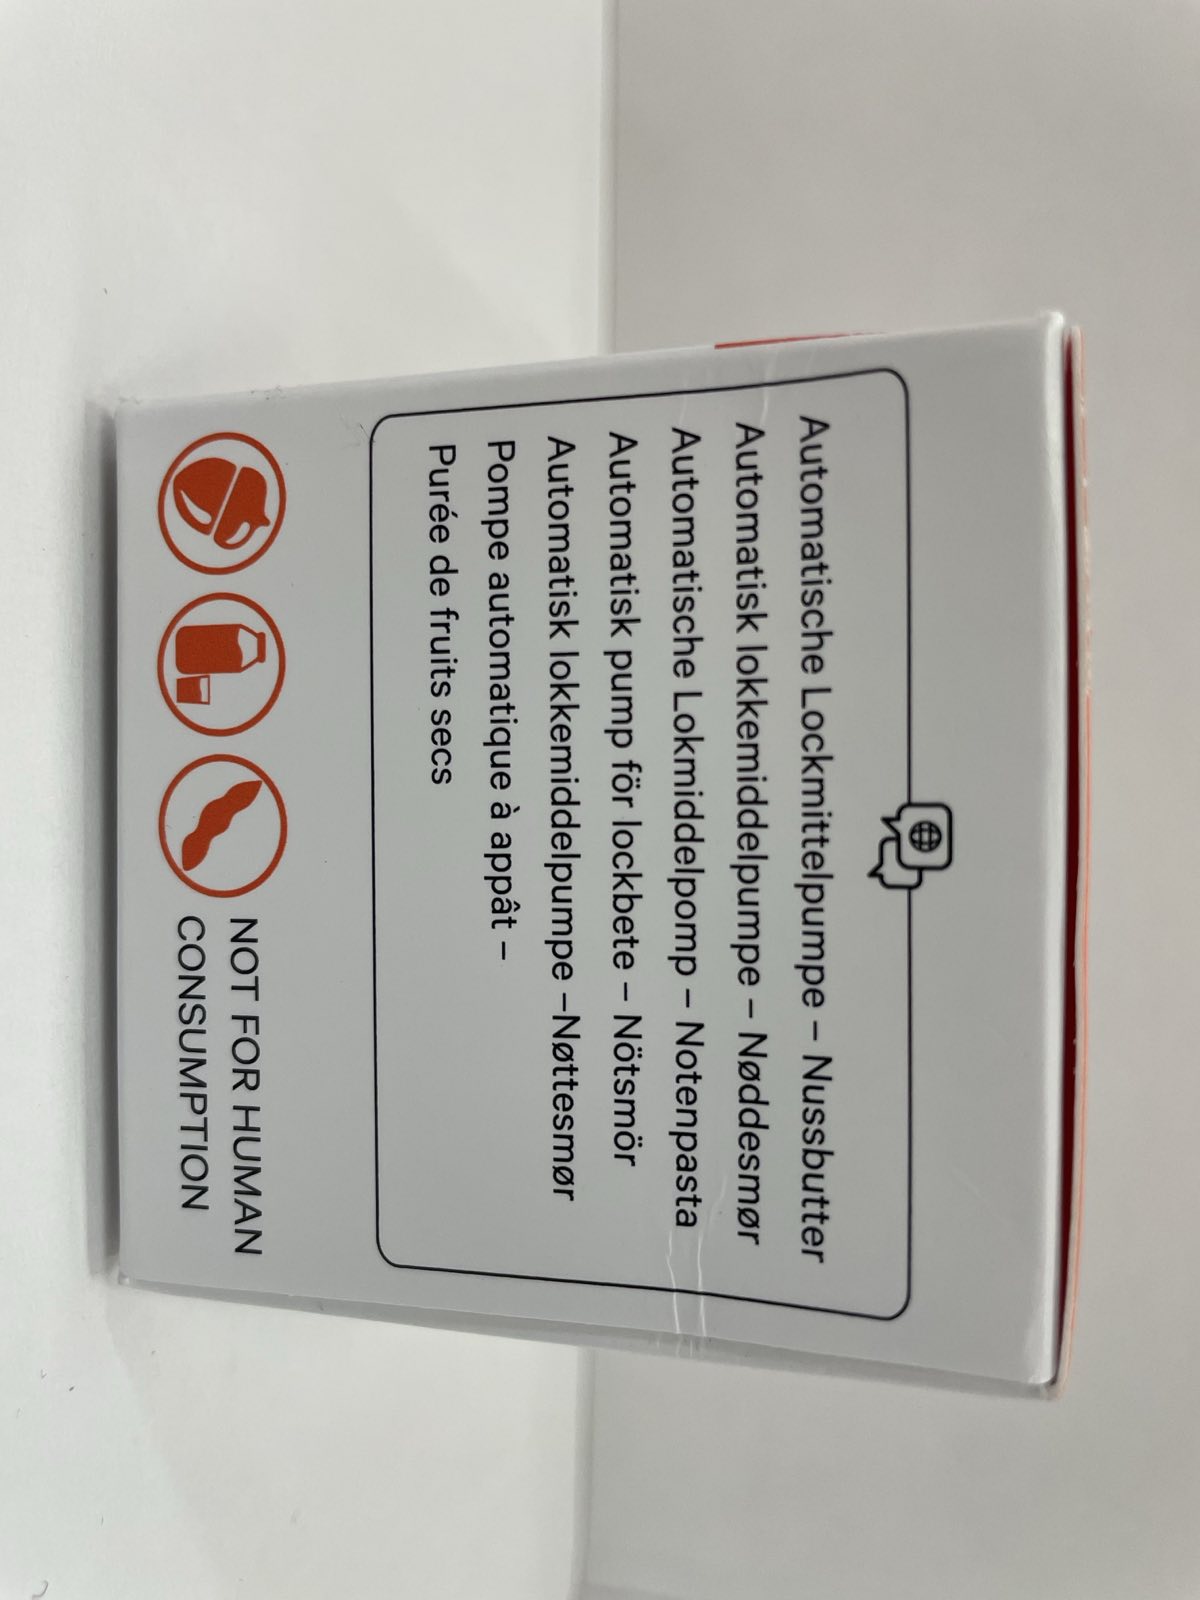 Automatische Lockmittelpumpe – Nussbutter
Automatisk lokkemiddelpumpe – Nøddesmør
Automatische Lokmiddelpomp – Notenpasta
Automatisk pump för lockbete – Nötsmör
Automatisk lokkemiddelpumpe –Nøttesmør
Pompe automatique à appât –
Purée de fruits secs
NOT FOR HUMAN
CONSUMPTION